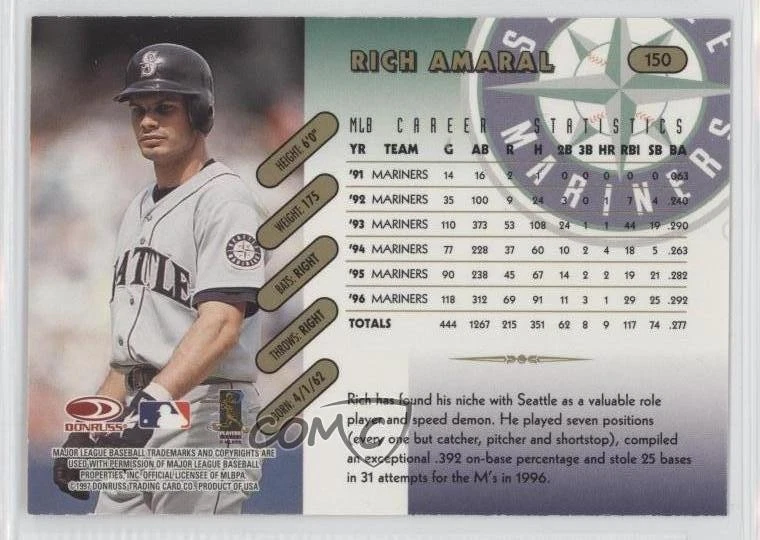 RICH AMARAL
150
SEATTLE
MARINERS
HEIGHT: 6'0"
WEIGHT: 175
BATS: RIGHT
THROWS: RIGHT
BORN: 4/1/62
MLB CAREER STATISTICS
YR TEAM G AB R H 2B 3B HR RBI SB BA
'91 MARINERS 14 16 2 1 0 0 0 0 0 .063
'92 MARINERS 35 100 9 24 3 0 1 7 4 .240
'93 MARINERS 110 373 53 108 24 1 1 44 19 .290
'94 MARINERS 77 228 37 60 10 2 4 18 5 .263
'95 MARINERS 90 238 45 67 14 2 2 19 21 .282
'96 MARINERS 118 312 69 91 11 3 1 29 25 .292
TOTALS 444 1267 215 351 62 8 9 117 74 .277
Rich has found his niche with Seattle as a valuable role
player and speed demon. He played seven positions
(every one but catcher, pitcher and shortstop), compiled
an exceptional .392 on-base percentage and stole 25 bases
in 31 attempts for the M's in 1996.
DONRUSS
MAJOR LEAGUE BASEBALL TRADEMARKS AND COPYRIGHTS ARE
USED WITH PERMISSION OF MAJOR LEAGUE BASEBALL
PROPERTIES, INC. OFFICIAL LICENSEE OF MLBPA.
©1997 DONRUSS TRADING CARD CO. PRODUCT OF USA
COMC